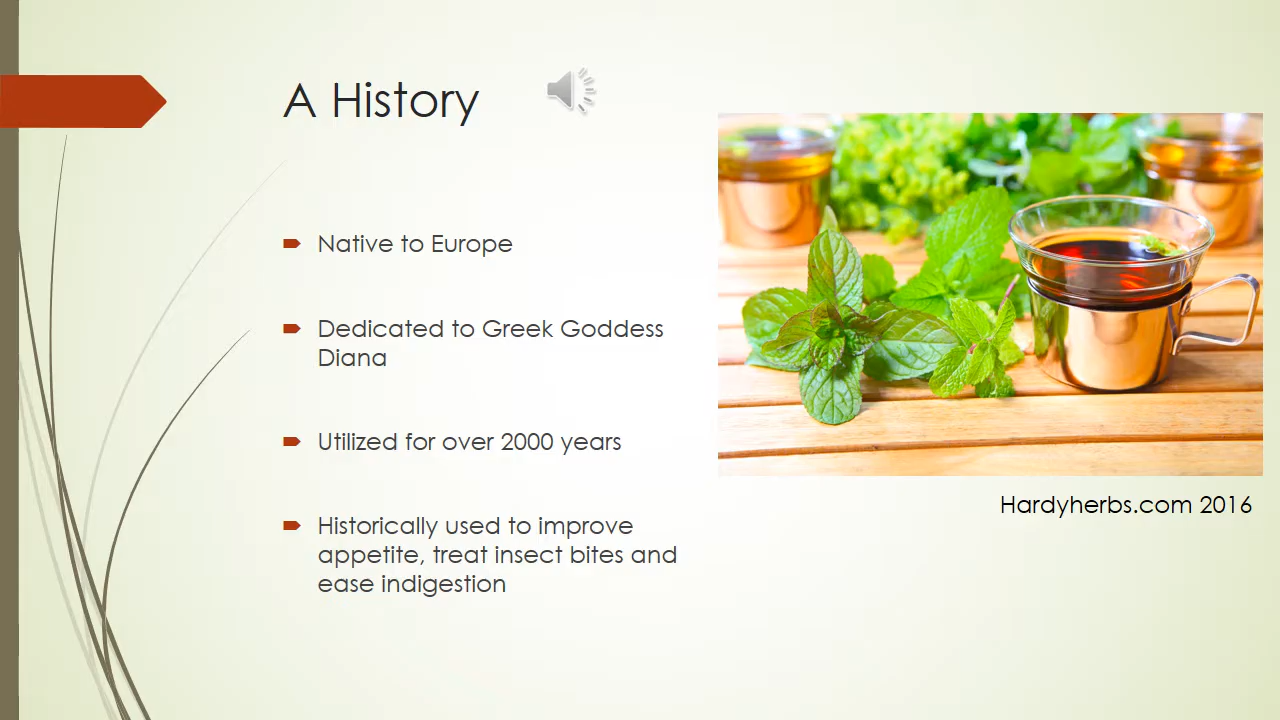 A History
Native to Europe
Dedicated to Greek Goddess
Diana
Utilized for over 2000 years
Historically used to improve
appetite, treat insect bites and
ease indigestion
Hardyherbs.com 2016